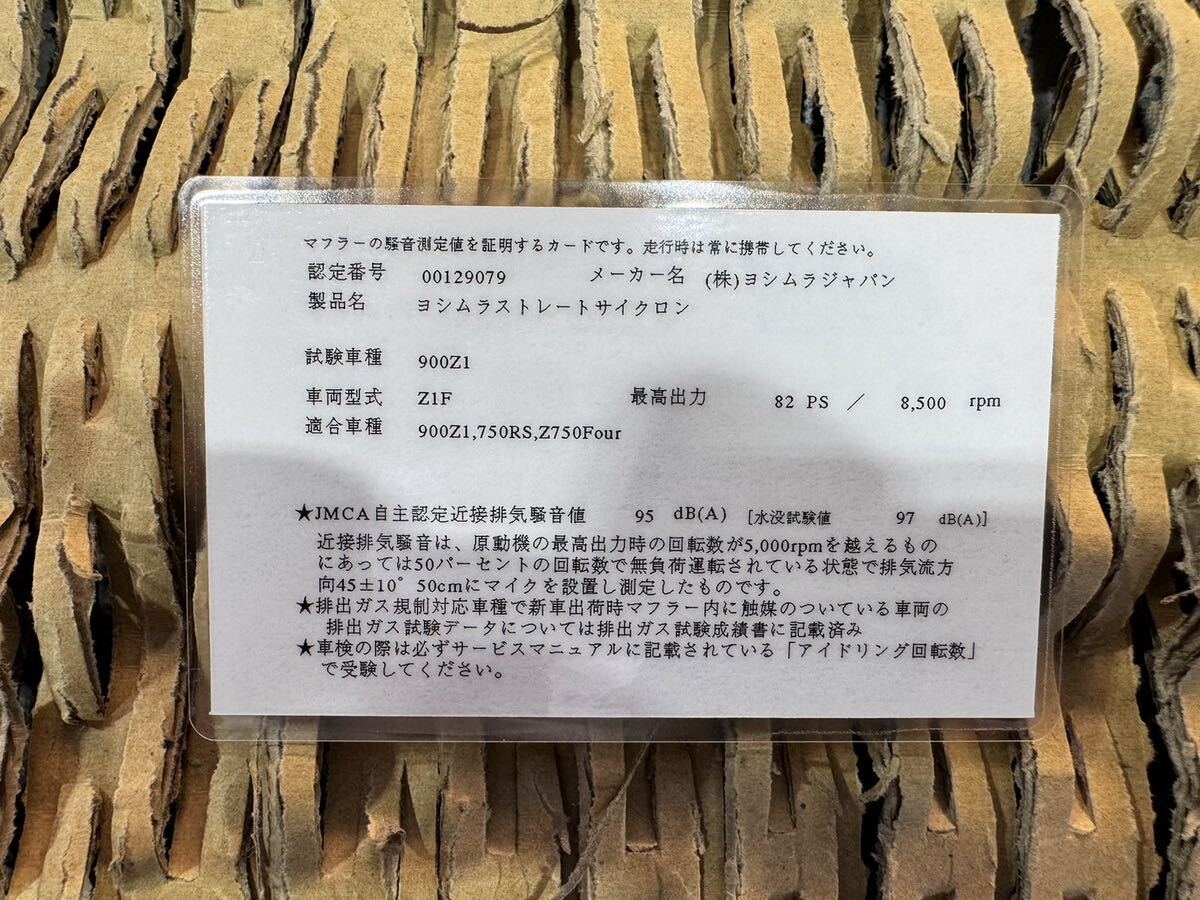 マフラーの騒音測定値を証明するカードです。走行時は常に携帯してください。
認定番号 00129079 メーカー名 (株)ヨシムラジャパン
製品名 ヨシムラストレートサイクロン
試験車種 900Z1
車両型式 Z1F 最高出力 82 PS ／ 8,500 rpm
適合車種 900Z1,750RS,Z750Four
★JMCA自主認定近接排気騒音値 95 dB(A) [水没試験値 97 dB(A)]
近接排気騒音は、原動機の最高出力時の回転数が5,000rpmを越えるもの
にあっては50パーセントの回転数で無負荷運転されている状態で排気流方
向45±10° 50cmにマイクを設置し測定したものです。
★排出ガス規制対応車種で新車出荷時マフラー内に触媒のついている車両の
排出ガス試験データについては排出ガス試験成績書に記載済み
★車検の際は必ずサービスマニュアルに記載されている「アイドリング回転数」
で受験してください。